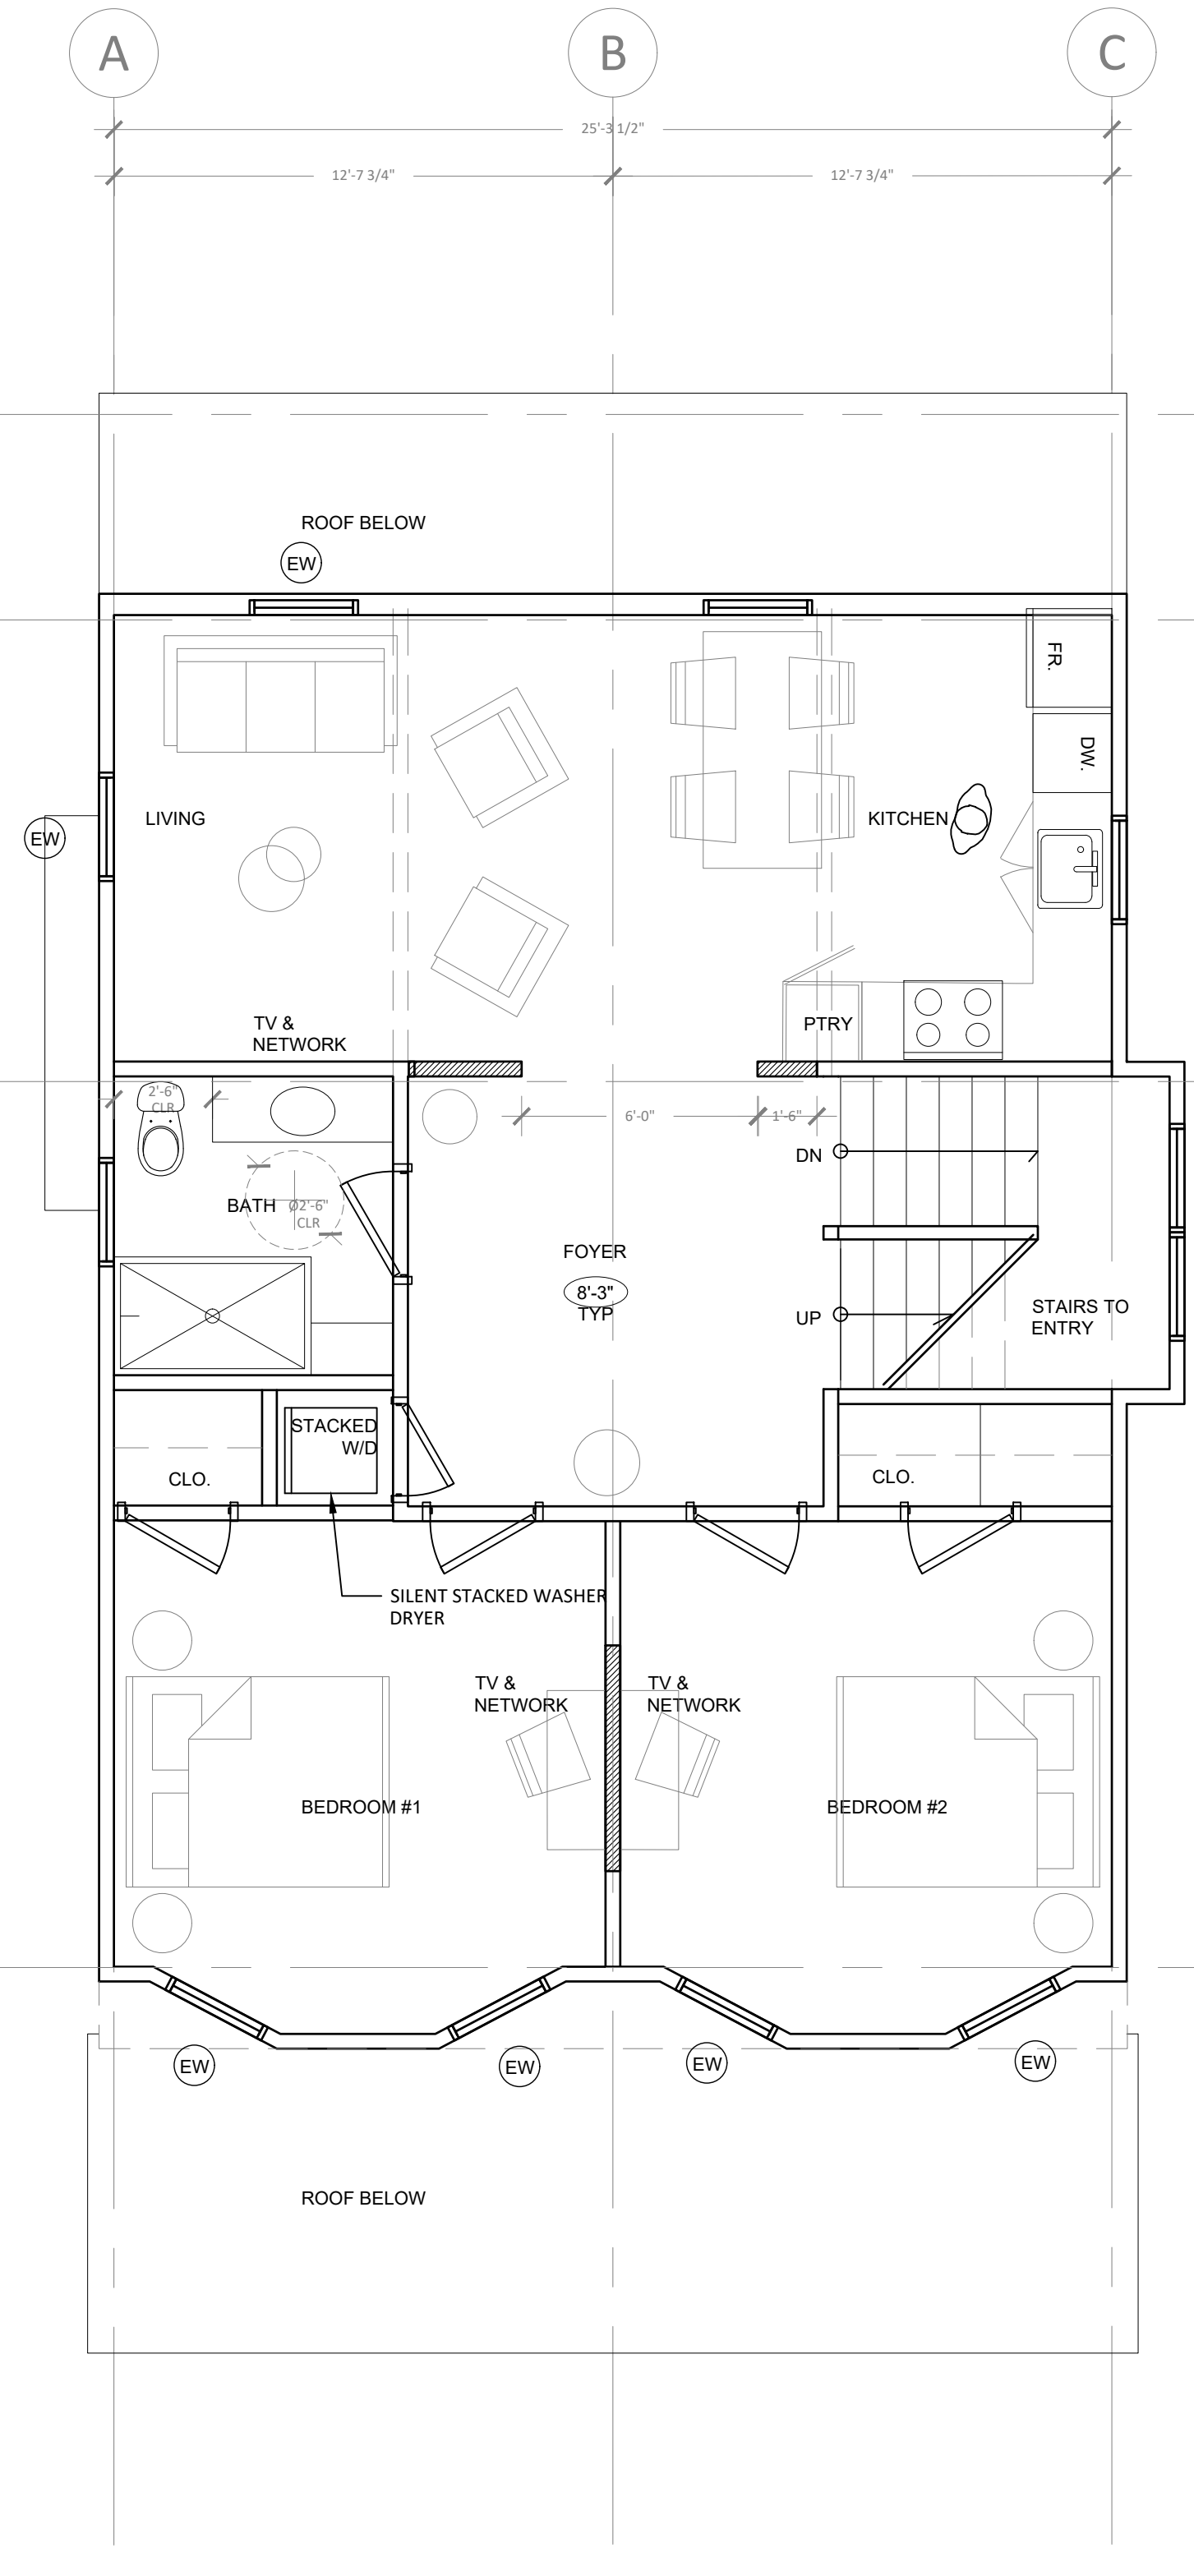 A
B
C
25'-3 1/2"
12'-7 3/4"
12'-7 3/4"
ROOF BELOW
EW
FR.
DW.
LIVING
KITCHEN
EW
TV &
NETWORK
PTRY
2'-6"
CLR
6'-0"
1'-6"
DN
BATH
Ø2'-6"
CLR
FOYER
8'-3"
TYP
UP
STAIRS TO
ENTRY
STACKED
W/D
CLO.
CLO.
SILENT STACKED WASHER
DRYER
TV &
NETWORK
TV &
NETWORK
BEDROOM #1
BEDROOM #2
EW
EW
EW
EW
ROOF BELOW